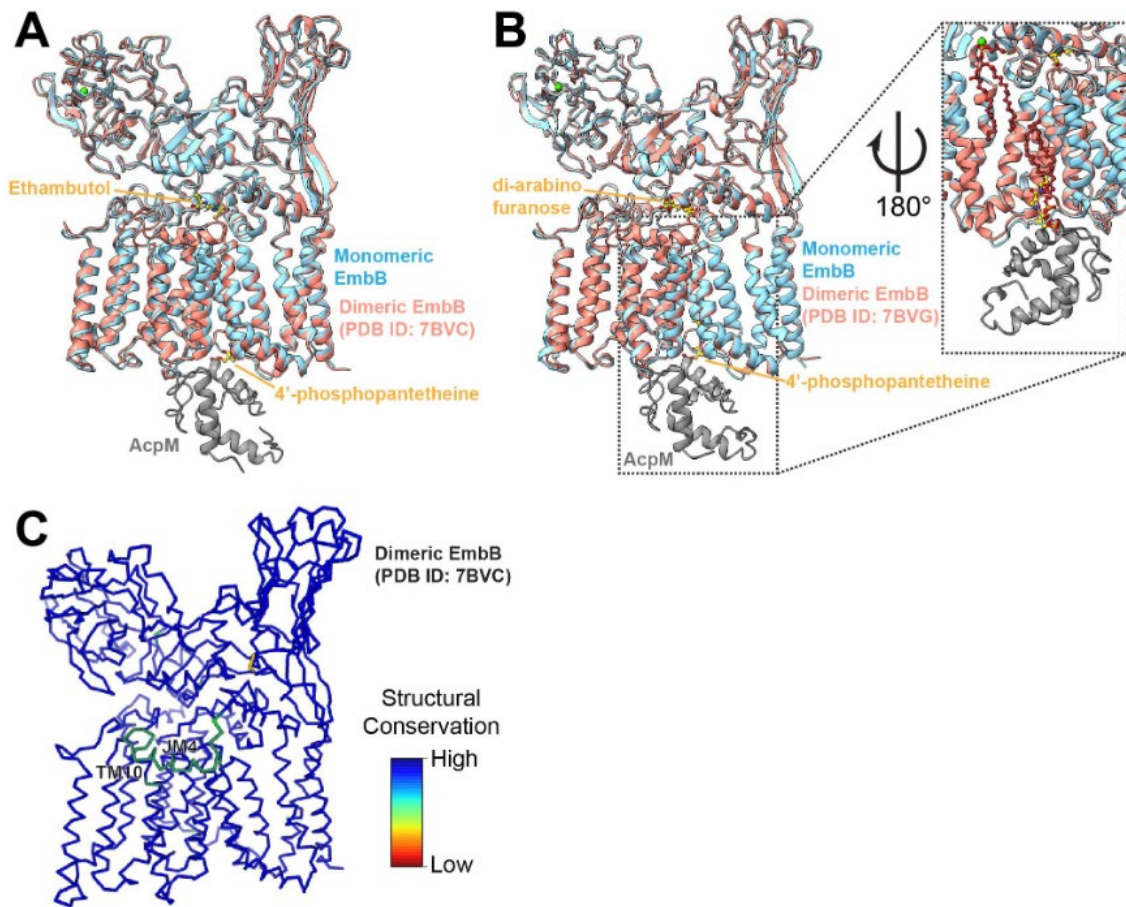 A
Ethambutol
Monomeric
EmbB
Dimeric EmbB
(PDB ID: 7BVC)
4'-phosphopantetheine
AcpM
B
di-arabino
furanose
Monomeric
EmbB
Dimeric EmbB
(PDB ID: 7BVG)
4'-phosphopantetheine
AcpM
180°
C
Dimeric EmbB
(PDB ID: 7BVC)
Structural
Conservation
High
Low
JM4
TM10